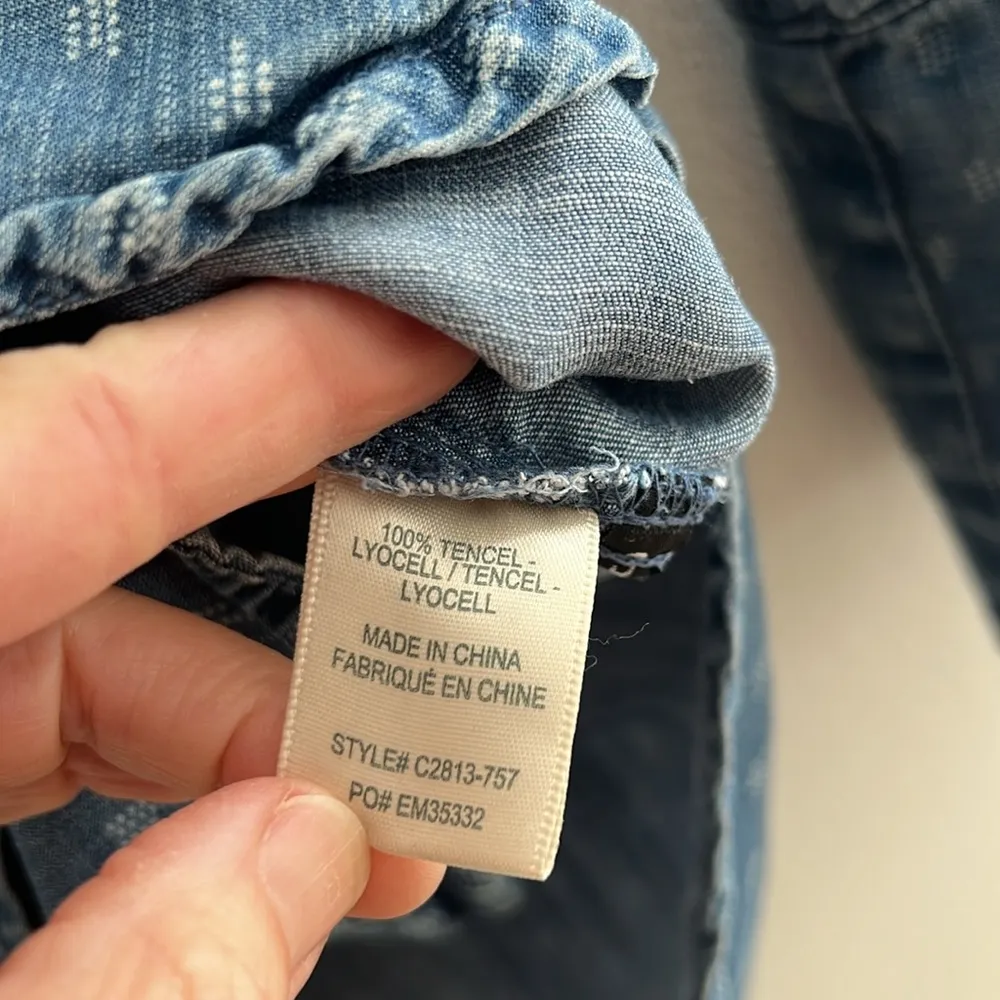 100% TENCEL -
LYOCELL / TENCEL -
LYOCELL
MADE IN CHINA
FABRIQUÉ EN CHINE
STYLE# C2813-757
PO# EM35332